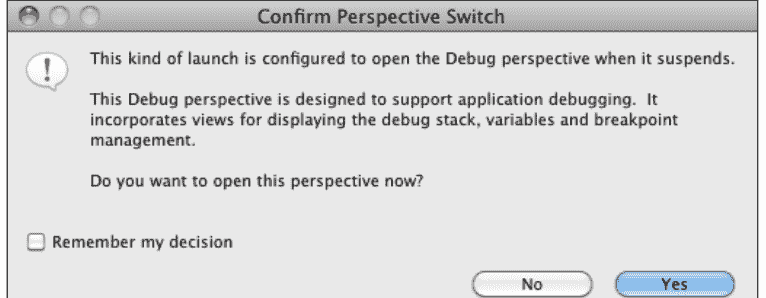 Confirm Perspective Switch
This kind of launch is configured to open the Debug perspective when it suspends.
This Debug perspective is designed to support application debugging.  It
incorporates views for displaying the debug stack, variables and breakpoint
management.
Do you want to open this perspective now?
Remember my decision
No Yes